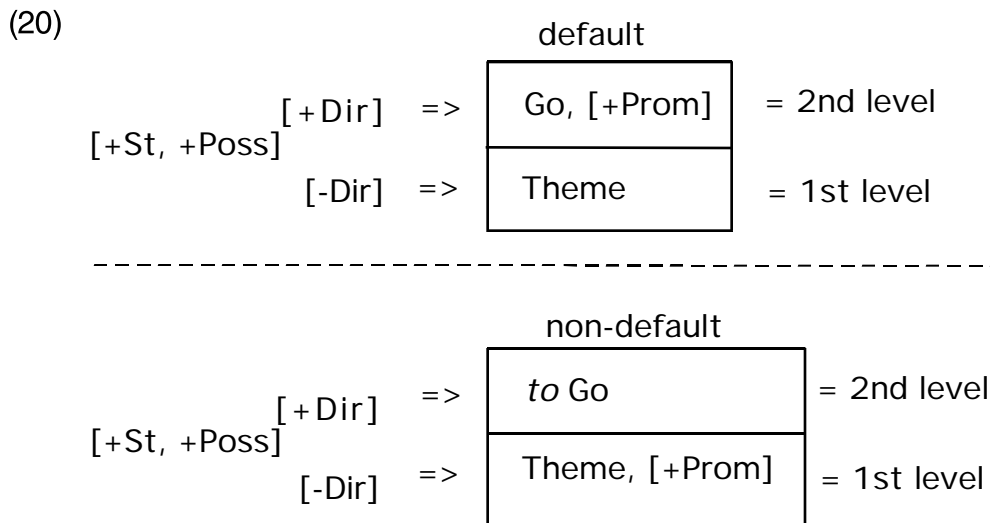 (20)
default
[+Dir] => Go, [+Prom] = 2nd level
[+St, +Poss]
[-Dir] => Theme = 1st level
non-default
[+Dir] => to Go = 2nd level
[+St, +Poss]
[-Dir] => Theme, [+Prom] = 1st level